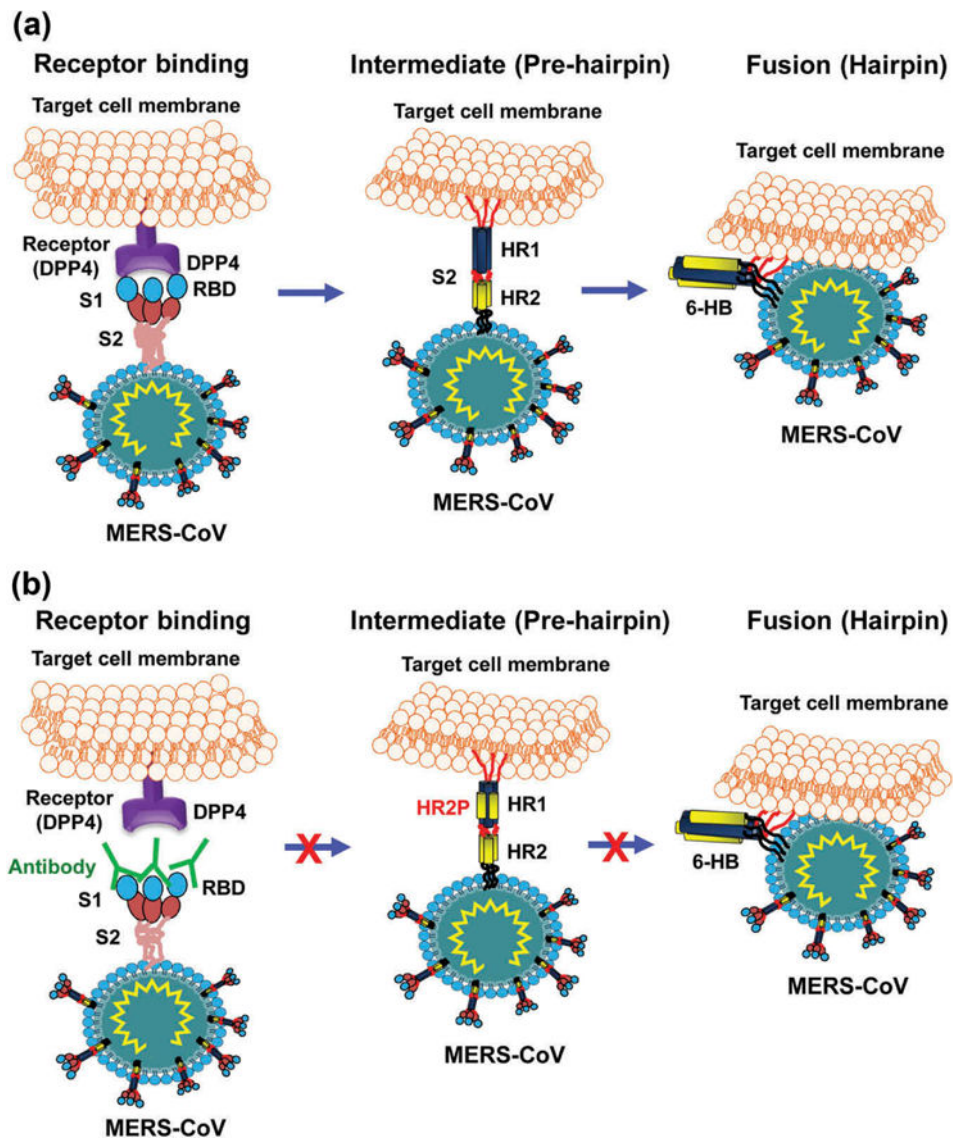 (a)
Receptor binding
Target cell membrane
Receptor
(DPP4)
DPP4
S1
RBD
S2
MERS-CoV
Intermediate (Pre-hairpin)
Target cell membrane
HR1
S2
HR2
MERS-CoV
Fusion (Hairpin)
Target cell membrane
6-HB
MERS-CoV
(b)
Receptor binding
Target cell membrane
Receptor
(DPP4)
DPP4
Antibody
S1
RBD
S2
MERS-CoV
Intermediate (Pre-hairpin)
Target cell membrane
HR2P
HR1
HR2
MERS-CoV
Fusion (Hairpin)
Target cell membrane
6-HB
MERS-CoV